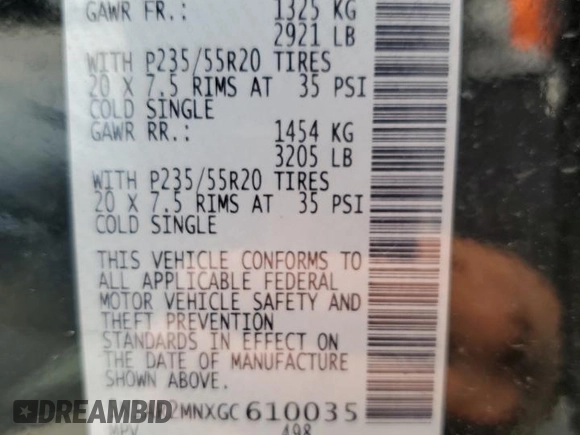 GAWR FR.: 1325 KG
2921 LB
WITH P235/55R20 TIRES
20 X 7.5 RIMS AT 35 PSI
COLD SINGLE
GAWR RR.: 1454 KG
3205 LB
WITH P235/55R20 TIRES
20 X 7.5 RIMS AT 35 PSI
COLD SINGLE
THIS VEHICLE CONFORMS TO
ALL APPLICABLE FEDERAL
MOTOR VEHICLE SAFETY AND
THEFT PREVENTION
STANDARDS IN EFFECT ON
THE DATE OF MANUFACTURE
SHOWN ABOVE.
2MNXGC610035
MPV 498
DREAMBID